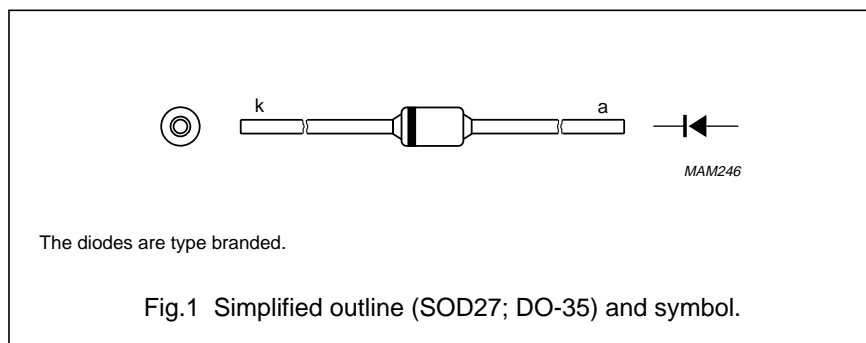 k
a
MAM246
The diodes are type branded.
Fig.1 Simplified outline (SOD27; DO-35) and symbol.